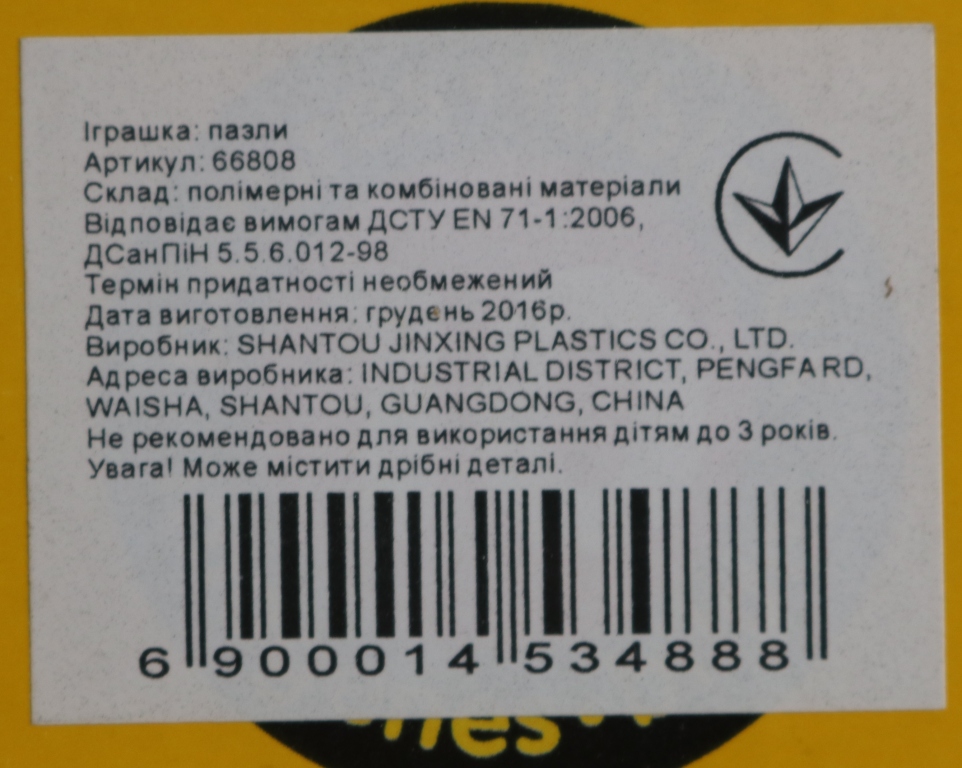 Іграшка: пазли
Артикул: 66808
Склад: полімерні та комбіновані матеріали
Відповідає вимогам ДСТУ EN 71-1:2006,
ДСанПіН 5.5.6.012-98
Термін придатності необмежений
Дата виготовлення: грудень 2016р.
Виробник: SHANTOU JINXING PLASTICS CO., LTD.
Адреса виробника: INDUSTRIAL DISTRICT, PENGFA RD,
WAISHA, SHANTOU, GUANGDONG, CHINA
Не рекомендовано для використання дітям до 3 років.
Увага! Може містити дрібні деталі.
6 900014 534888